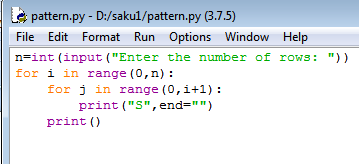 pattern.py - D:/saku1/pattern.py (3.7.5)
File Edit Format Run Options Window Help
n=int(input("Enter the number of rows: "))
for i in range(0,n):
    for j in range(0,i+1):
        print("S",end="")
    print()